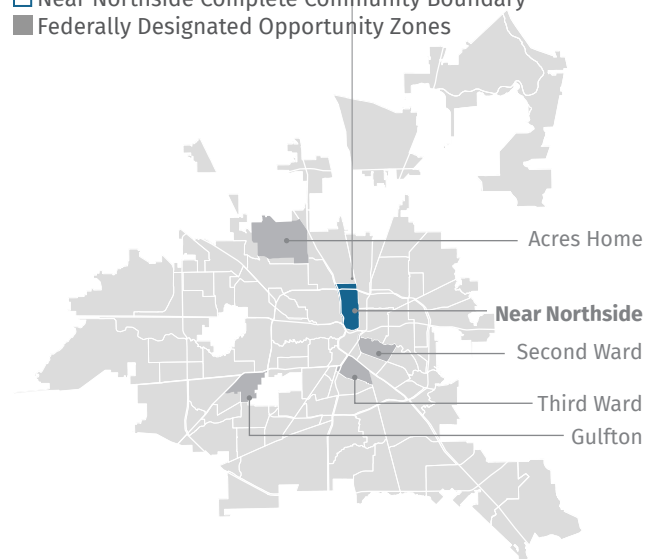 Near Northside Complete Community Boundary
Federally Designated Opportunity Zones
Acres Home
Near Northside
Second Ward
Third Ward
Gulfton